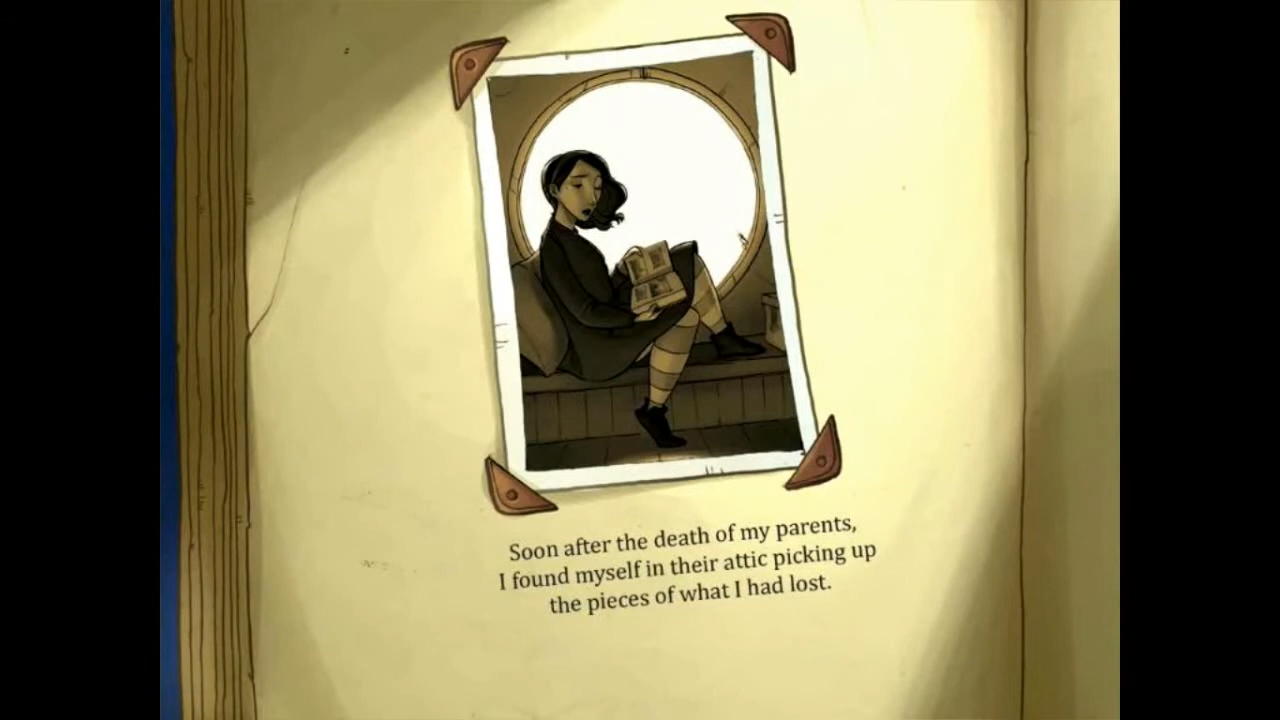 Soon after the death of my parents,
I found myself in their attic picking up
the pieces of what I had lost.